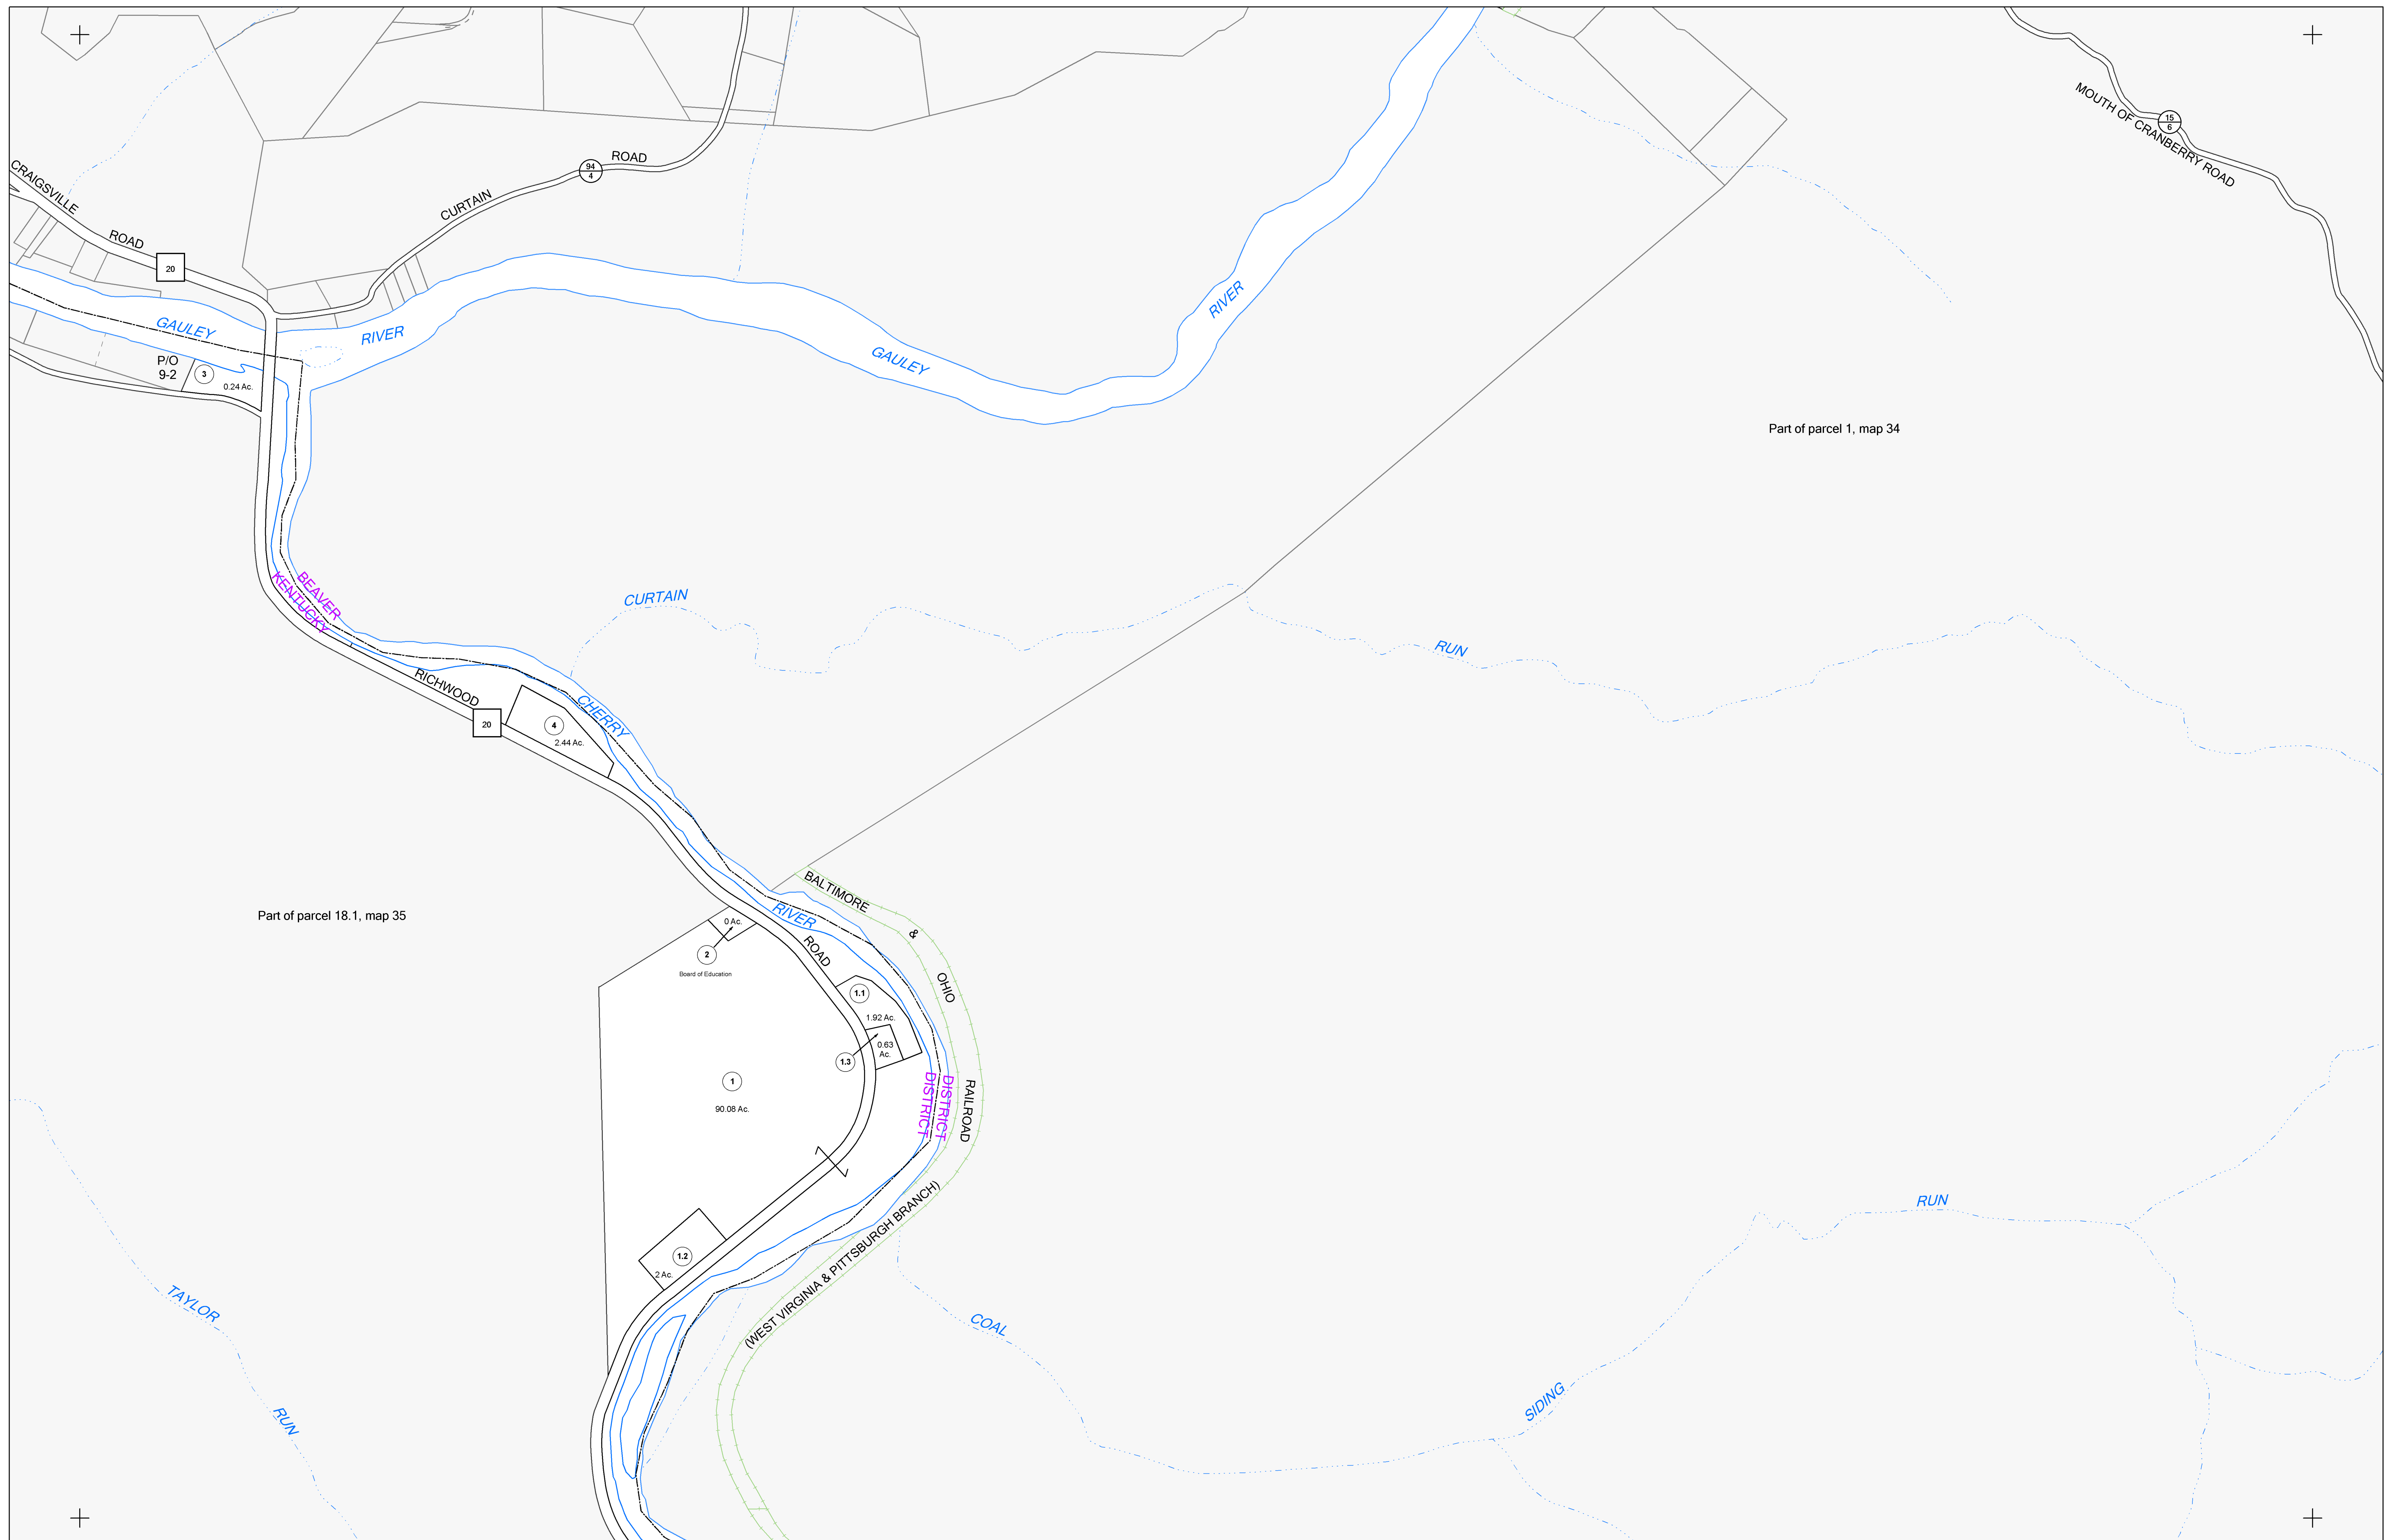 MOUTH OF CRANBERRY ROAD
15
6
ROAD
94
4
CURTAIN
CRAIGSVILLE
ROAD
20
GAULEY
RIVER
RIVER
GAULEY
P/O
9-2
3
0.24 Ac.
Part of parcel 1, map 34
BEAVER
KENTUCKY
CURTAIN
RUN
RICHWOOD
20
CHERRY
4
2.44 Ac.
BALTIMORE
&
OHIO
RAILROAD
(WEST VIRGINIA & PITTSBURGH BRANCH)
Part of parcel 18.1, map 35
RIVER
ROAD
0 Ac.
2
Board of Education
1.1
1.92 Ac.
0.63
Ac.
1.3
1
90.08 Ac.
DISTRICT
DISTRICT
1.2
2 Ac.
TAYLOR
RUN
COAL
SIDING
RUN